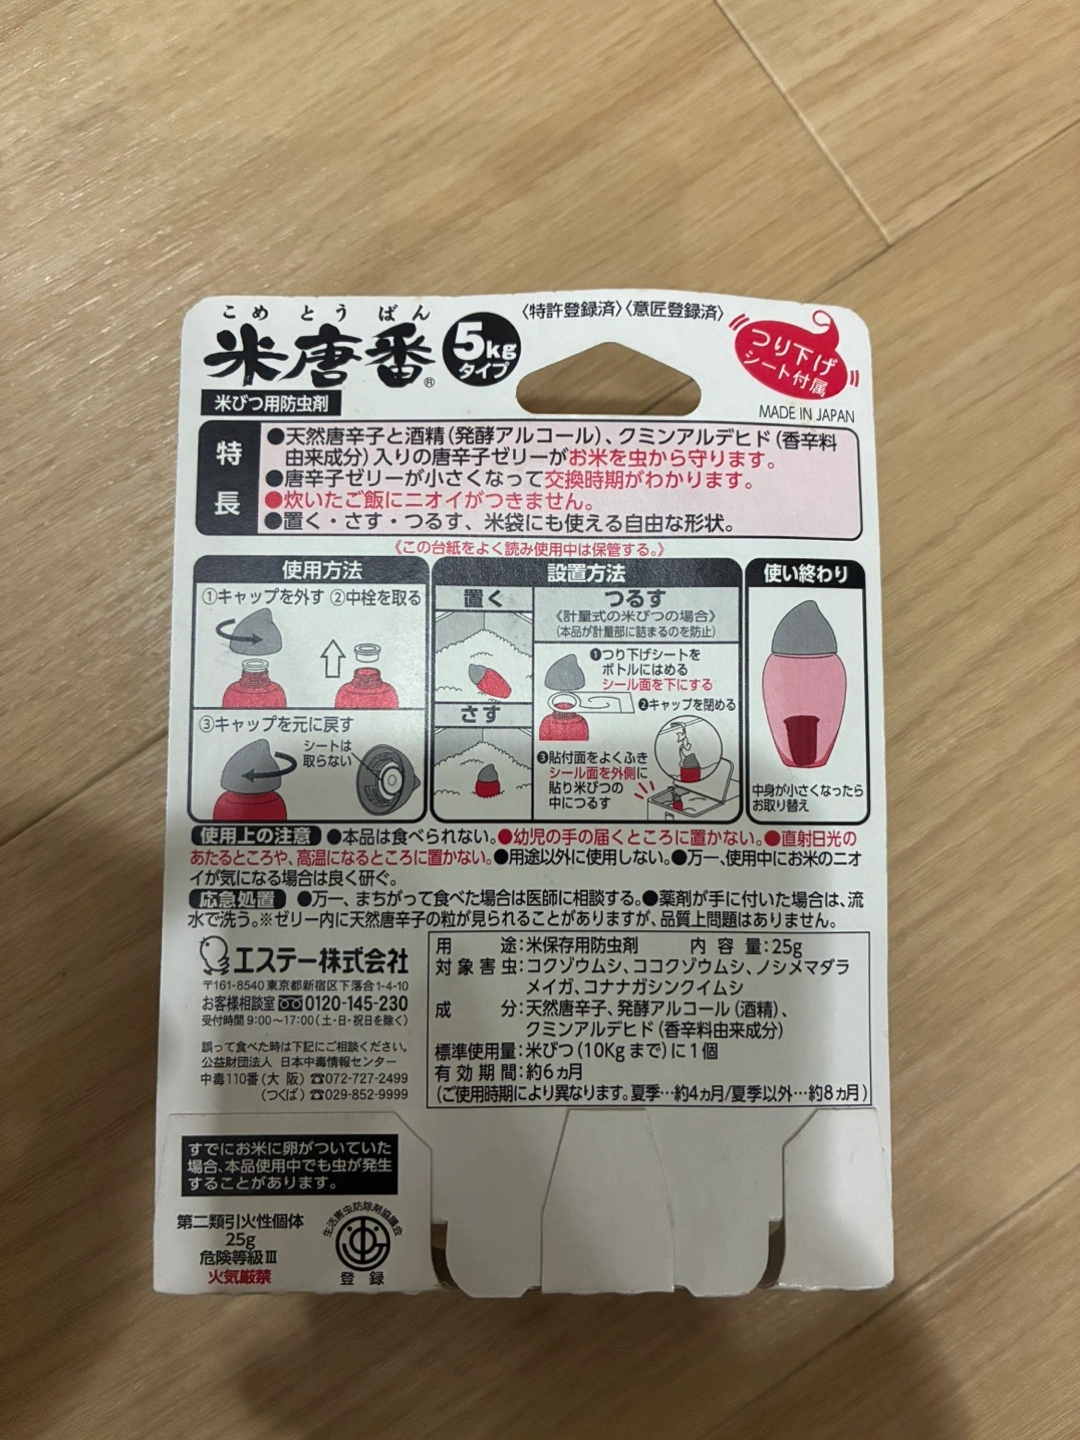 こめとうばん
米唐番®
5kgタイプ
〈特許登録済〉〈意匠登録済〉
つり下げ
シート付属
米びつ用防虫剤
MADE IN JAPAN
特長
●天然唐辛子と酒精(発酵アルコール)、クミンアルデヒド(香辛料
由来成分)入りの唐辛子ゼリーがお米を虫から守ります。
●唐辛子ゼリーが小さくなって交換時期がわかります。
●炊いたご飯にニオイがつきません。
●置く・さす・つるす、米袋にも使える自由な形状。
《この台紙をよく読み使用中は保管する。》
使用方法
①キャップを外す ②中栓を取る
③キャップを元に戻す
シートは
取らない
設置方法
置く
さす
つるす
《計量式の米びつの場合》
(本品が計量部に詰まるのを防止)
❶つり下げシートを
ボトルにはめる
シール面を下にする
❷キャップを閉める
❸貼付面をよくふき
シール面を外側に
貼り米びつの
中につるす
使い終わり
中身が小さくなったら
お取り替え
使用上の注意 ●本品は食べられない。●幼児の手の届くところに置かない。●直射日光の
あたるところや、高温になるところに置かない。●用途以外に使用しない。●万一、使用中にお米のニオ
イが気になる場合は良く研ぐ。
応急処置 ●万一、まちがって食べた場合は医師に相談する。●薬剤が手に付いた場合は、流
水で洗う。※ゼリー内に天然唐辛子の粒が見られることがありますが、品質上問題はありません。
エステー株式会社
〒161-8540 東京都新宿区下落合1-4-10
お客様相談室 0120-145-230
受付時間 9:00〜17:00(土・日・祝日を除く)
誤って食べた時は下記にご相談ください。
公益財団法人 日本中毒情報センター
中毒110番(大 阪) ☎072-727-2499
(つくば) ☎029-852-9999
用途:米保存用防虫剤 内容量:25g
対象害虫:コクゾウムシ、ココクゾウムシ、ノシメマダラ
メイガ、コナナガシンクイムシ
成分:天然唐辛子、発酵アルコール(酒精)、
クミンアルデヒド(香辛料由来成分)
標準使用量:米びつ(10Kgまで)に1個
有効期間:約6ヵ月
(ご使用時期により異なります。夏季…約4ヵ月/夏季以外…約8ヵ月)
すでにお米に卵がついていた
場合、本品使用中でも虫が発生
することがあります。
第二類引火性個体
25g
危険等級Ⅲ
火気厳禁
生活害虫防除剤協議会
登録